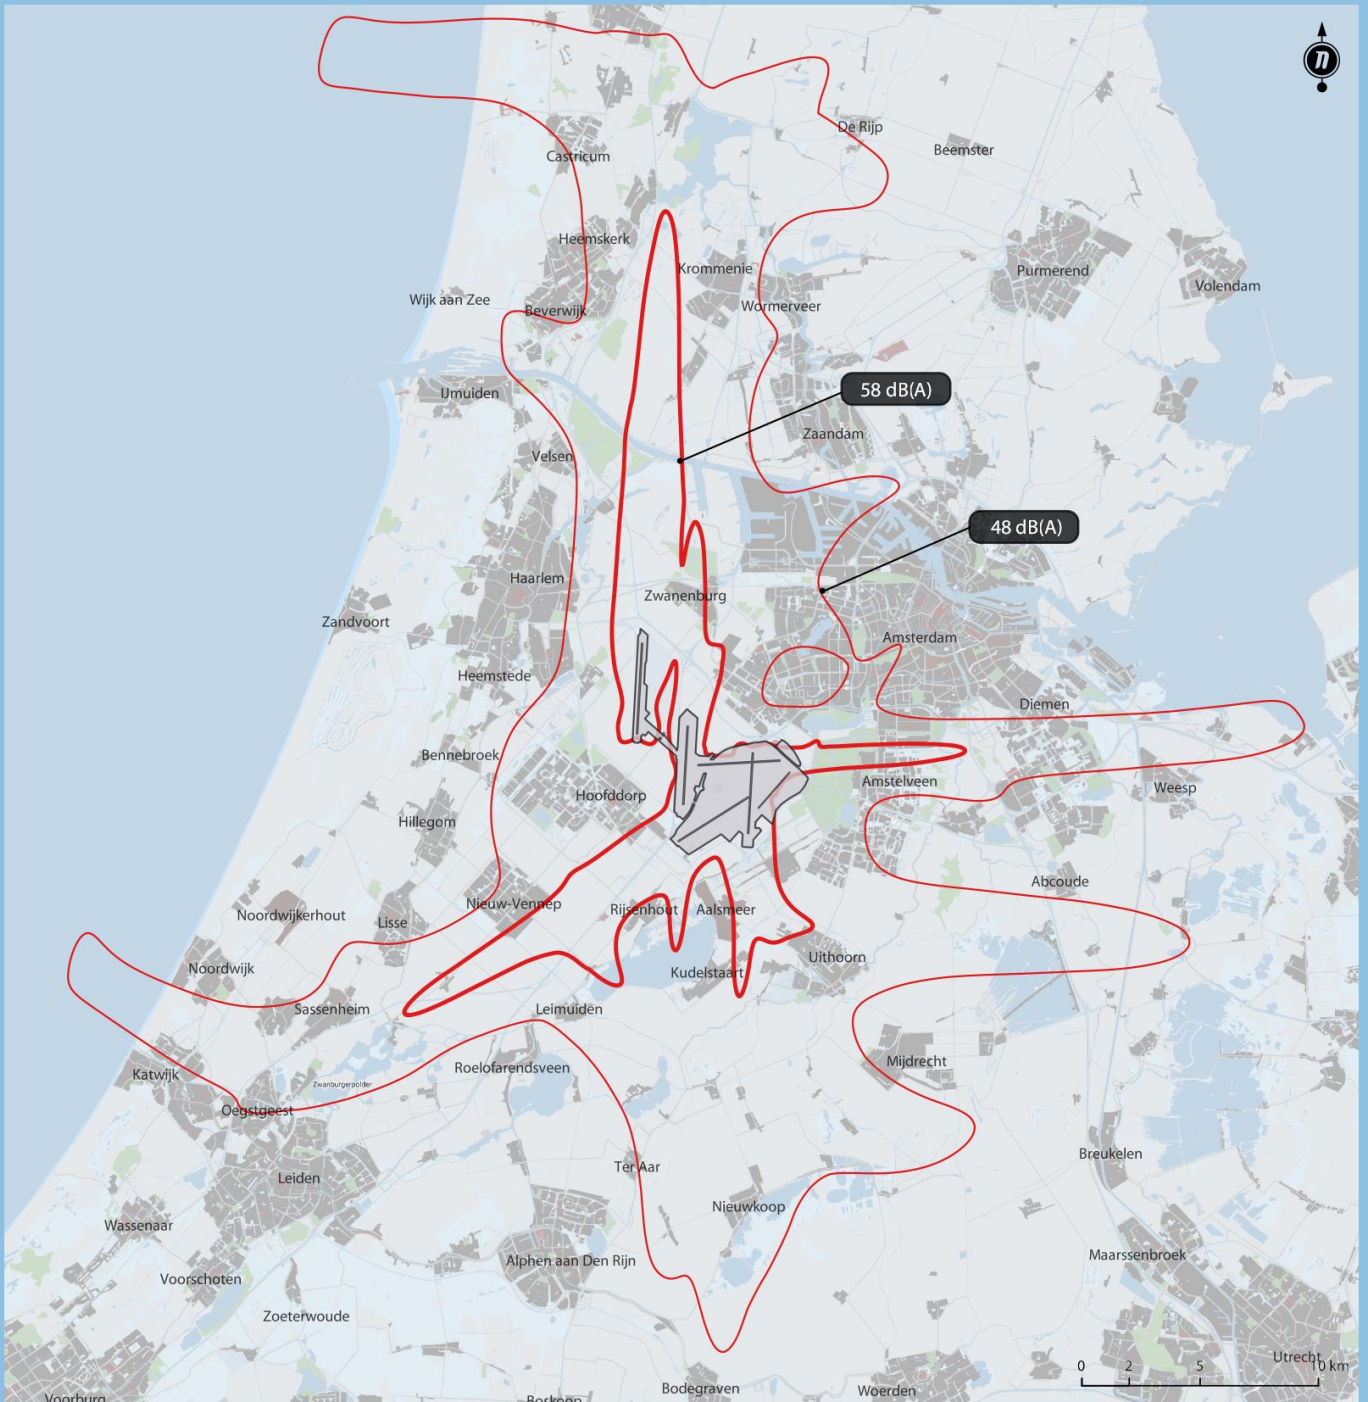 n
De Rijp
Beemster
Castricum
Heemskerk
Krommenie
Purmerend
Volendam
Wijk aan Zee
Beverwijk
Wormerveer
58 dB(A)
IJmuiden
Zaandam
Velsen
48 dB(A)
Haarlem
Zwanenburg
Zandvoort
Amsterdam
Heemstede
Diemen
Bennebroek
Amstelveen
Weesp
Hoofddorp
Hillegom
Abcoude
Nieuw-Vennep
Rijsenhout
Aalsmeer
Noordwijkerhout
Lisse
Uithoorn
Noordwijk
Kudelstaart
Sassenheim
Leimuiden
Mijdrecht
Roelofarendsveen
Katwijk
Zwanburgerpolder
Oegstgeest
Breukelen
Ter Aar
Leiden
Nieuwkoop
Wassenaar
Maarssenbroek
Alphen aan Den Rijn
Voorschoten
Zoeterwoude
Utrecht
0 2 5 10 km
Bodegraven
Woerden
Voorburg
Boskoop